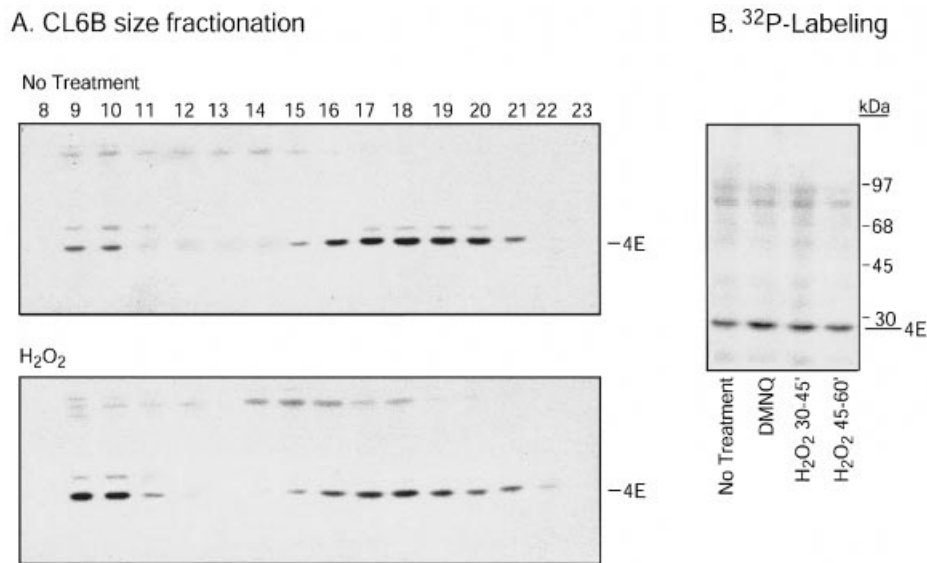 A. CL6B size fractionation
No Treatment
8 9 10 11 12 13 14 15 16 17 18 19 20 21 22 23
–4E
H₂O₂
–4E
B. ³²P-Labeling
kDa
–97
–68
–45
–30
4E
No Treatment
DMNQ
H₂O₂ 30-45'
H₂O₂ 45-60'